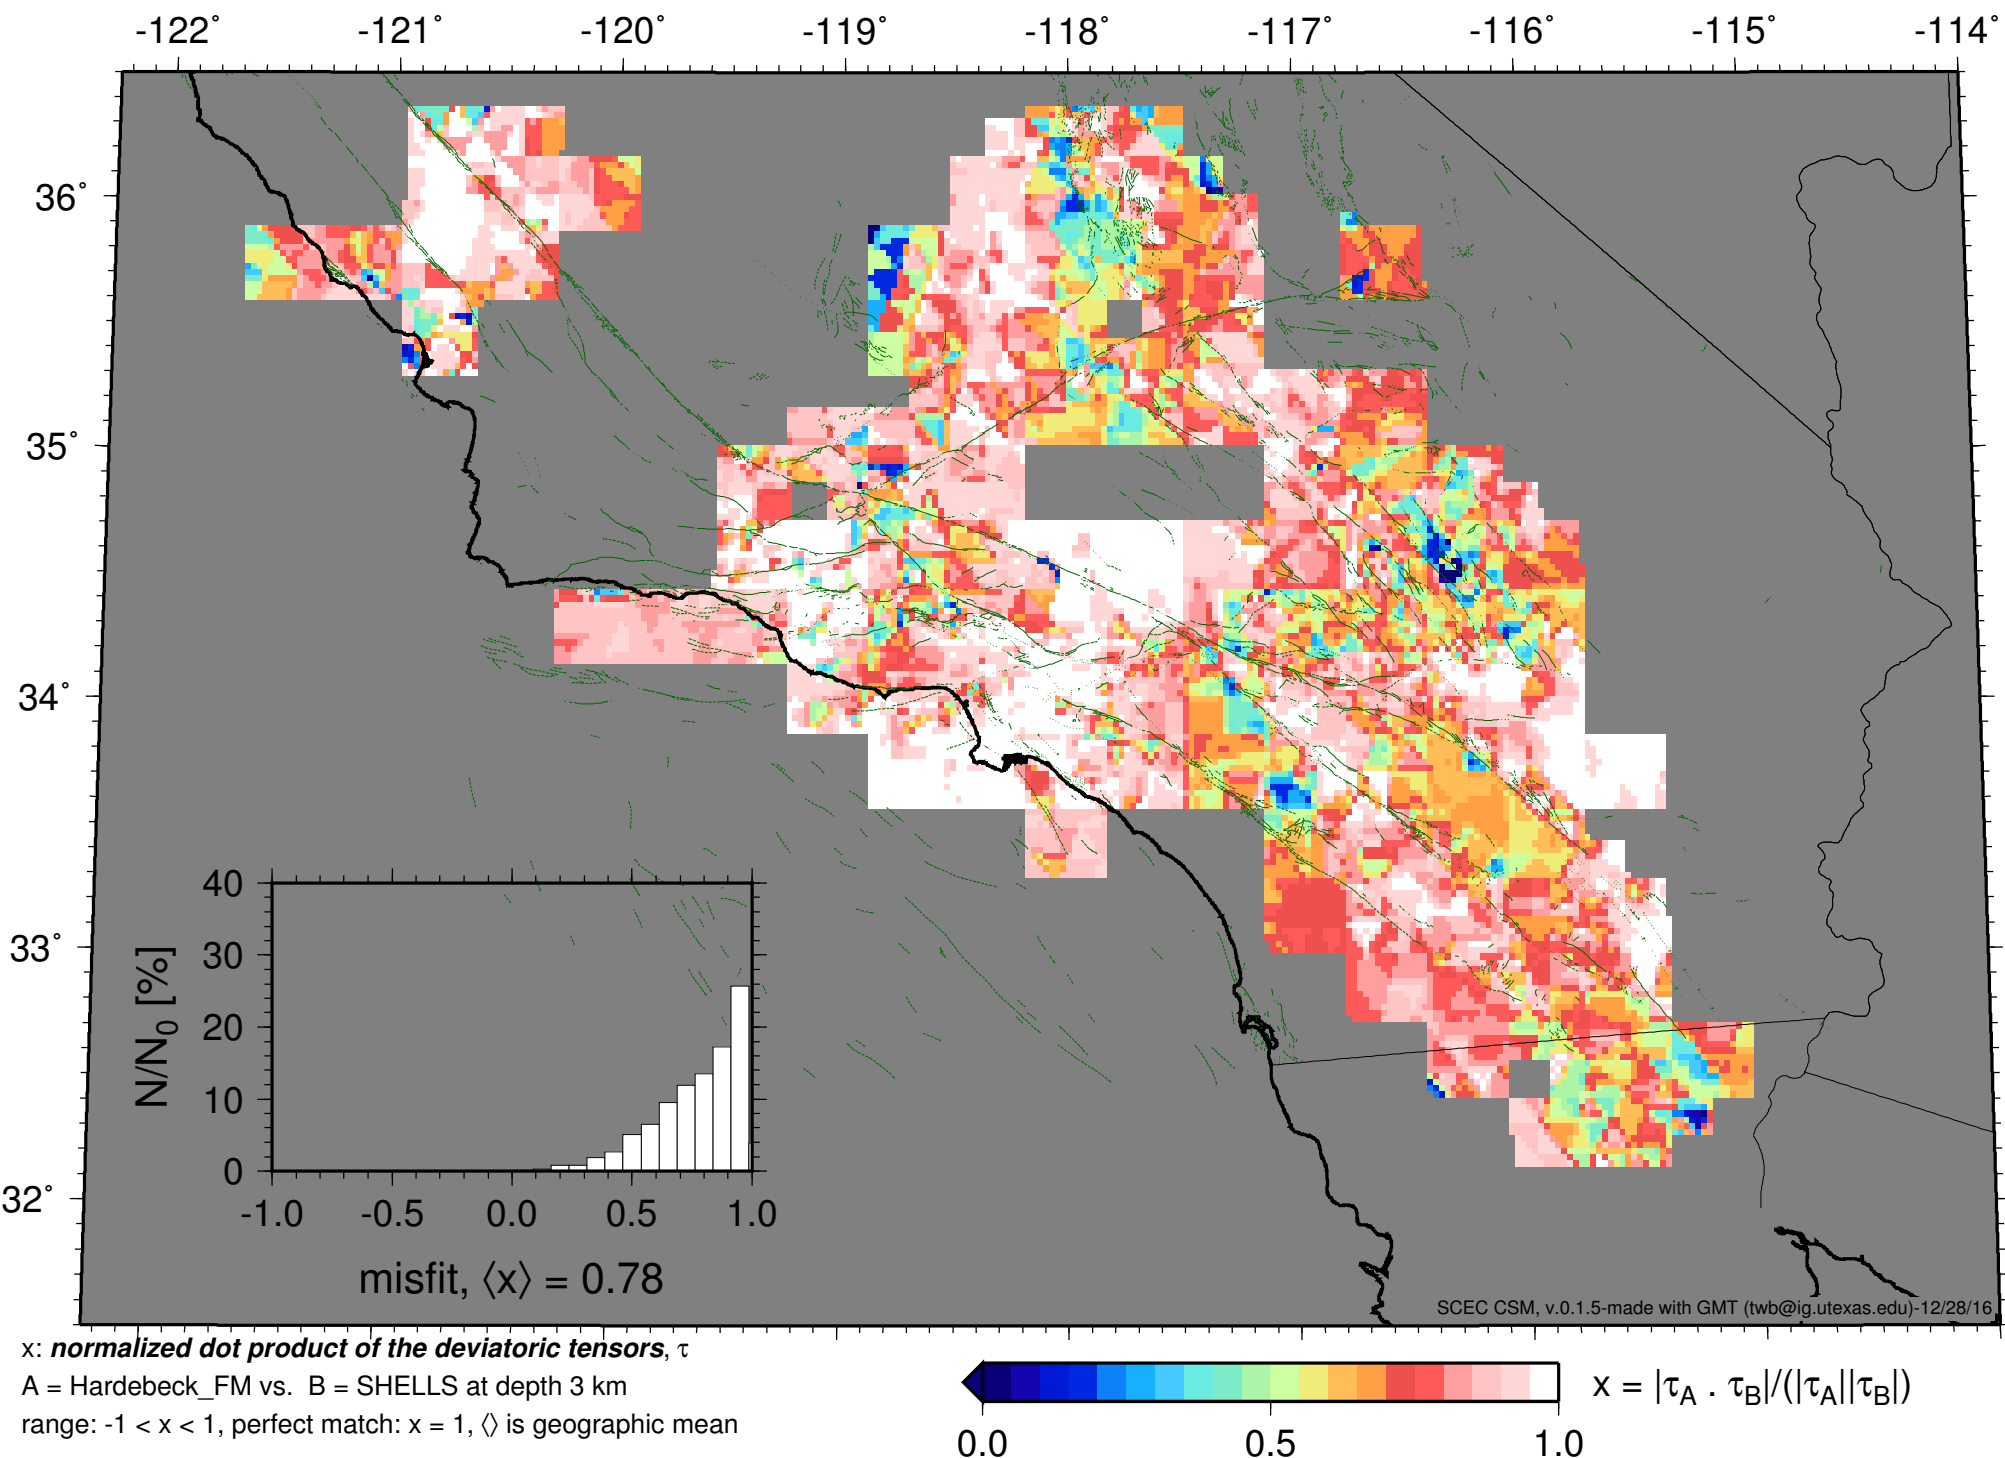 -122° -121° -120° -119° -118° -117° -116° -115° -114°
36°
35°
34°
33°
32°
40
30
20
10
0
N/N0 [%]
-1.0 -0.5 0.0 0.5 1.0
misfit, ⟨x⟩ = 0.78
SCEC CSM, v.0.1.5-made with GMT (twb@ig.utexas.edu)-12/28/16
x: normalized dot product of the deviatoric tensors, τ
A = Hardebeck_FM vs. B = SHELLS at depth 3 km
range: -1 < x < 1, perfect match: x = 1, ⟨⟩ is geographic mean
0.0 0.5 1.0
x = |τA . τB|/(|τA||τB|)